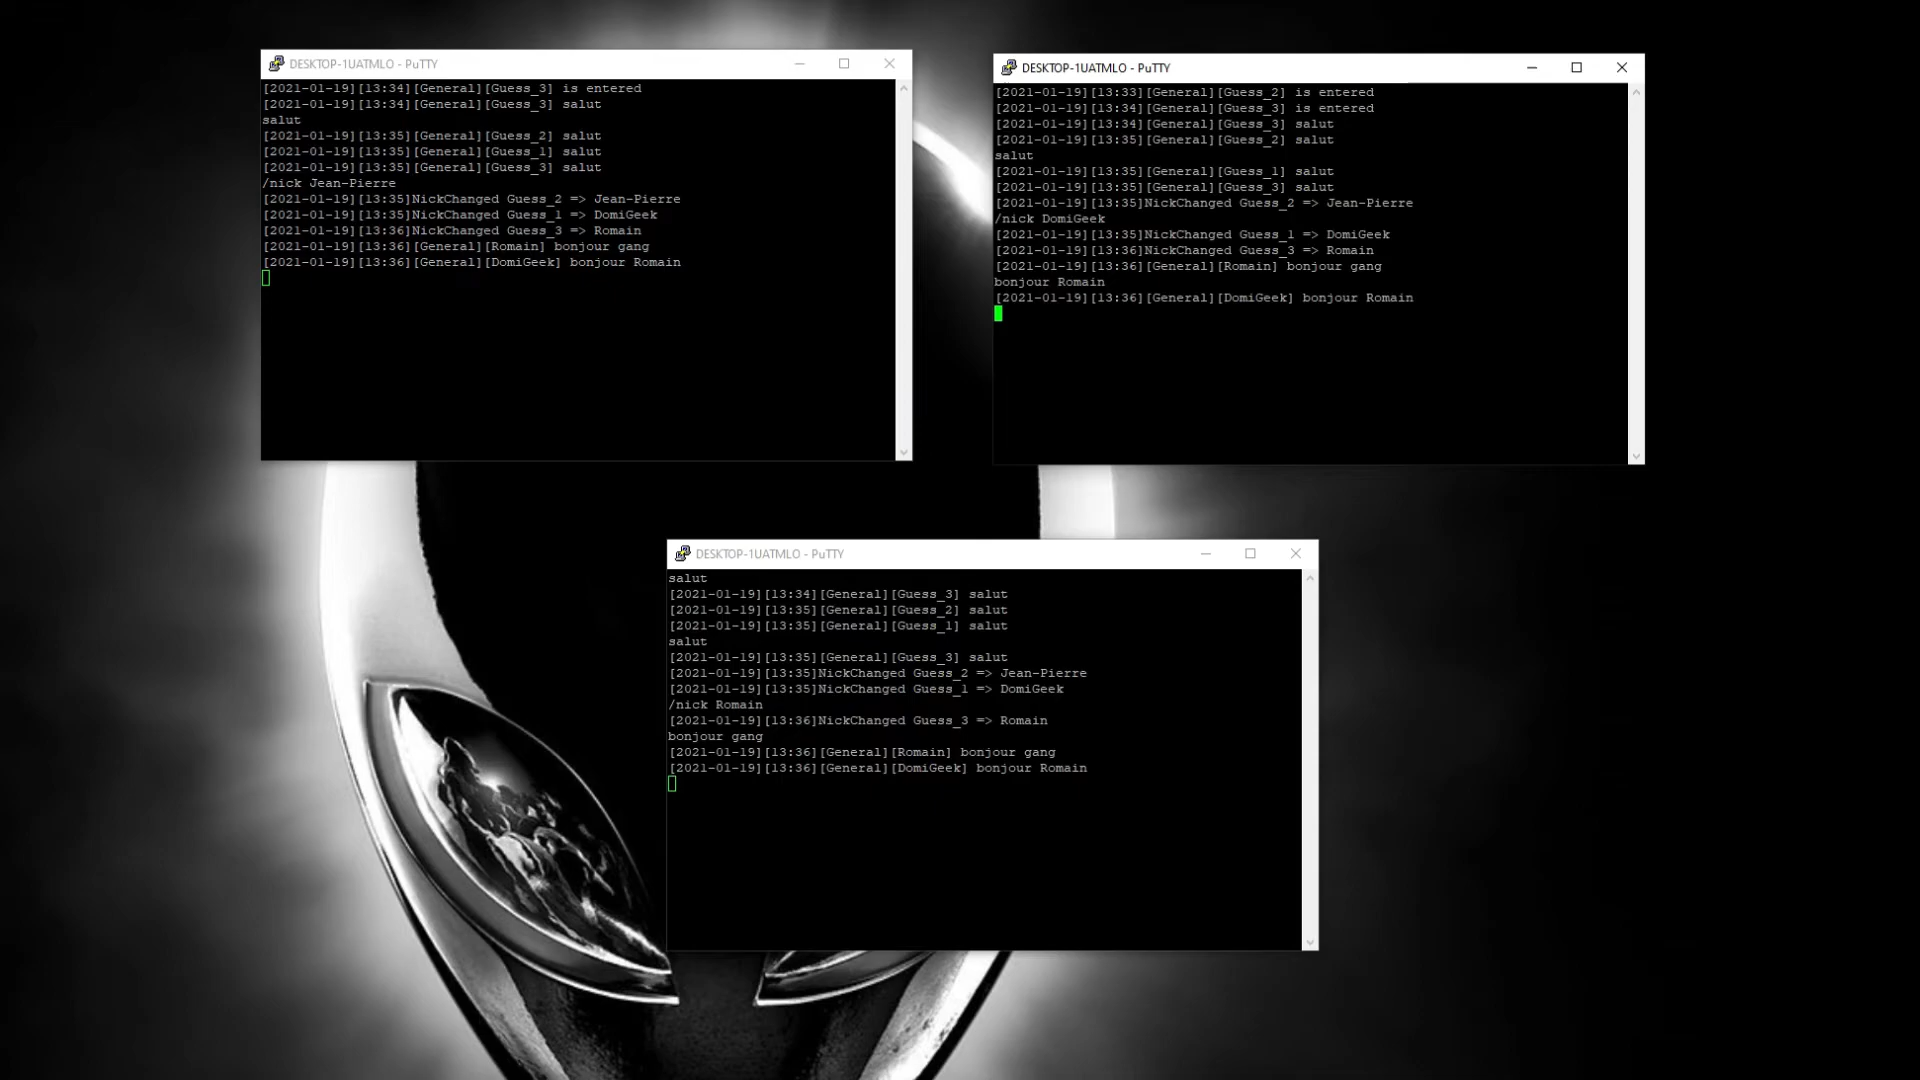 DESKTOP-1UATMLO - PuTTY
[2021-01-19][13:34][General][Guess_3] is entered
[2021-01-19][13:34][General][Guess_3] salut
salut
[2021-01-19][13:35][General][Guess_2] salut
[2021-01-19][13:35][General][Guess_1] salut
[2021-01-19][13:35][General][Guess_3] salut
/nick Jean-Pierre
[2021-01-19][13:35]NickChanged Guess_2 => Jean-Pierre
[2021-01-19][13:35]NickChanged Guess_1 => DomiGeek
[2021-01-19][13:36]NickChanged Guess_3 => Romain
[2021-01-19][13:36][General][Romain] bonjour gang
[2021-01-19][13:36][General][DomiGeek] bonjour Romain
DESKTOP-1UATMLO - PuTTY
[2021-01-19][13:33][General][Guess_2] is entered
[2021-01-19][13:34][General][Guess_3] is entered
[2021-01-19][13:34][General][Guess_3] salut
[2021-01-19][13:35][General][Guess_2] salut
salut
[2021-01-19][13:35][General][Guess_1] salut
[2021-01-19][13:35][General][Guess_3] salut
[2021-01-19][13:35]NickChanged Guess_2 => Jean-Pierre
/nick DomiGeek
[2021-01-19][13:35]NickChanged Guess_1 => DomiGeek
[2021-01-19][13:36]NickChanged Guess_3 => Romain
[2021-01-19][13:36][General][Romain] bonjour gang
bonjour Romain
[2021-01-19][13:36][General][DomiGeek] bonjour Romain
DESKTOP-1UATMLO - PuTTY
salut
[2021-01-19][13:34][General][Guess_3] salut
[2021-01-19][13:35][General][Guess_2] salut
[2021-01-19][13:35][General][Guess_1] salut
salut
[2021-01-19][13:35][General][Guess_3] salut
[2021-01-19][13:35]NickChanged Guess_2 => Jean-Pierre
[2021-01-19][13:35]NickChanged Guess_1 => DomiGeek
/nick Romain
[2021-01-19][13:36]NickChanged Guess_3 => Romain
bonjour gang
[2021-01-19][13:36][General][Romain] bonjour gang
[2021-01-19][13:36][General][DomiGeek] bonjour Romain